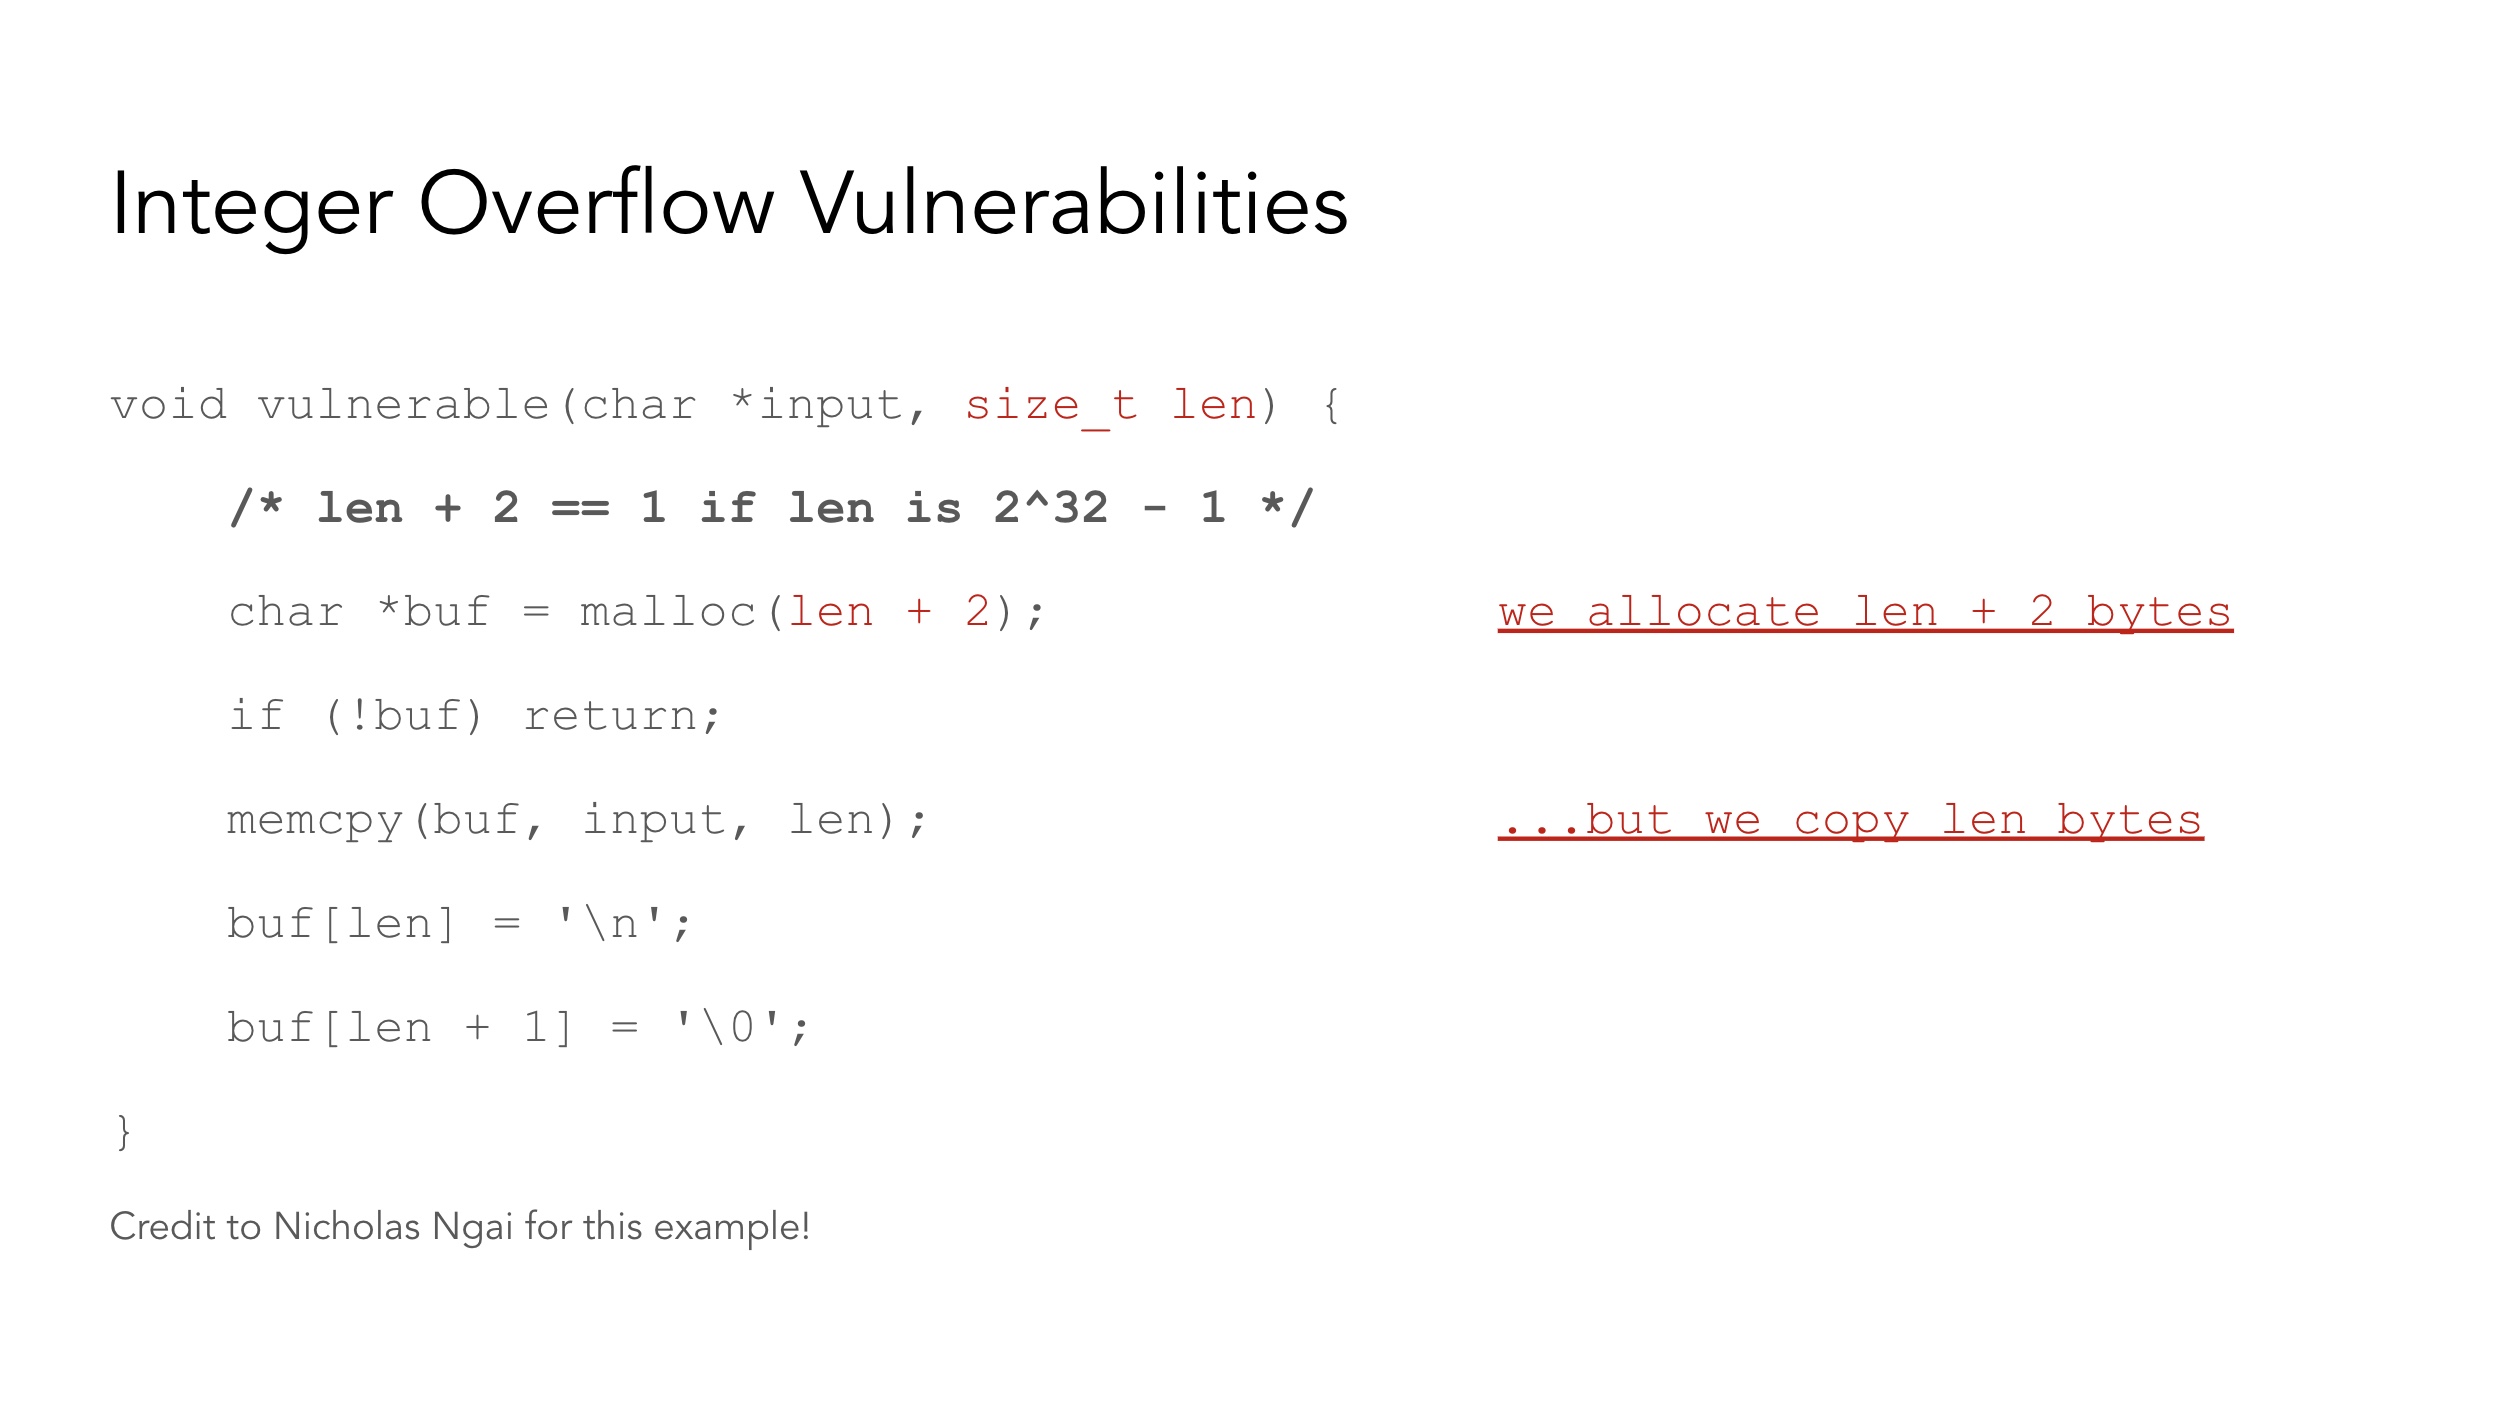 Integer Overflow Vulnerabilities
void vulnerable(char *input, size_t len) {
/* len + 2 == 1 if len is 2^32 - 1 */
char *buf = malloc(len + 2); we allocate len + 2 bytes
if (!buf) return;
memcpy(buf, input, len); ...but we copy len bytes
buf[len] = '\n';
buf[len + 1] = '\0';
}
Credit to Nicholas Ngai for this example!